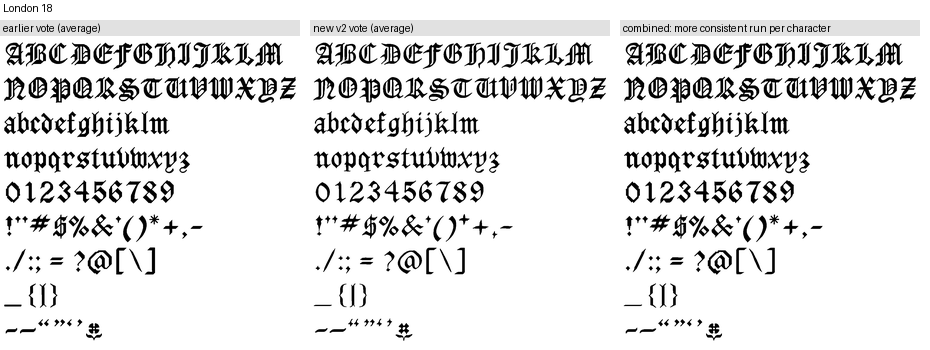 London 18
earlier vote (average) new v2 vote (average) combined: more consistent run per character
ABCDEFGHIJKLM ABCDEFGHIJKLM ABCDEFGHIJKLM
NOPQRSTUVWXYZ NOPQRSTUVWXYZ NOPQRSTUVWXYZ
abcdefghijklm abcdefghijklm abcdefghijklm
nopqrstuvwxyz nopqrstuvwxyz nopqrstuvwxyz
0123456789 0123456789 0123456789
!"#$%&'()*+,- !"#$%&'()*+,- !"#$%&'()*+,-
./:; = ?@[\] ./:; = ?@[\] ./:; = ?@[\]
_ {|} _ {|} _ {|}
–—“”‘’ –—“”‘’ –—“”‘’